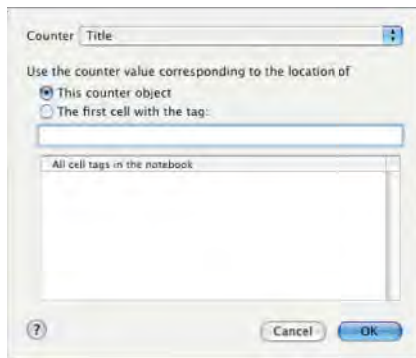 Counter Title
Use the counter value corresponding to the location of
This counter object
The first cell with the tag:
All cell tags in the notebook
? Cancel OK